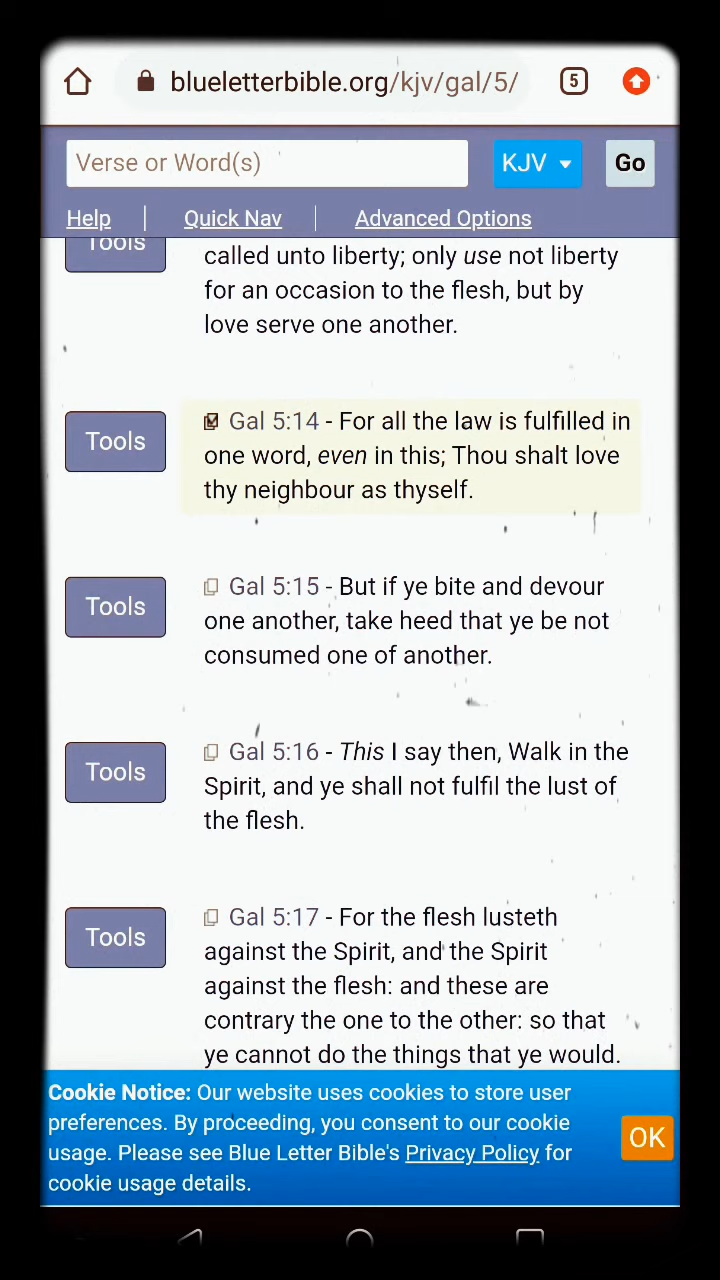 blueletterbible.org/kjv/gal/5/
5
Verse or Word(s)
KJV
Go
Help
Quick Nav
Advanced Options
Tools
called unto liberty; only use not liberty
for an occasion to the flesh, but by
love serve one another.
Tools
Gal 5:14 - For all the law is fulfilled in
one word, even in this; Thou shalt love
thy neighbour as thyself.
Tools
Gal 5:15 - But if ye bite and devour
one another, take heed that ye be not
consumed one of another.
Tools
Gal 5:16 - This I say then, Walk in the
Spirit, and ye shall not fulfil the lust of
the flesh.
Tools
Gal 5:17 - For the flesh lusteth
against the Spirit, and the Spirit
against the flesh: and these are
contrary the one to the other: so that
ye cannot do the things that ye would.
Cookie Notice: Our website uses cookies to store user
preferences. By proceeding, you consent to our cookie
usage. Please see Blue Letter Bible's Privacy Policy for
cookie usage details.
OK